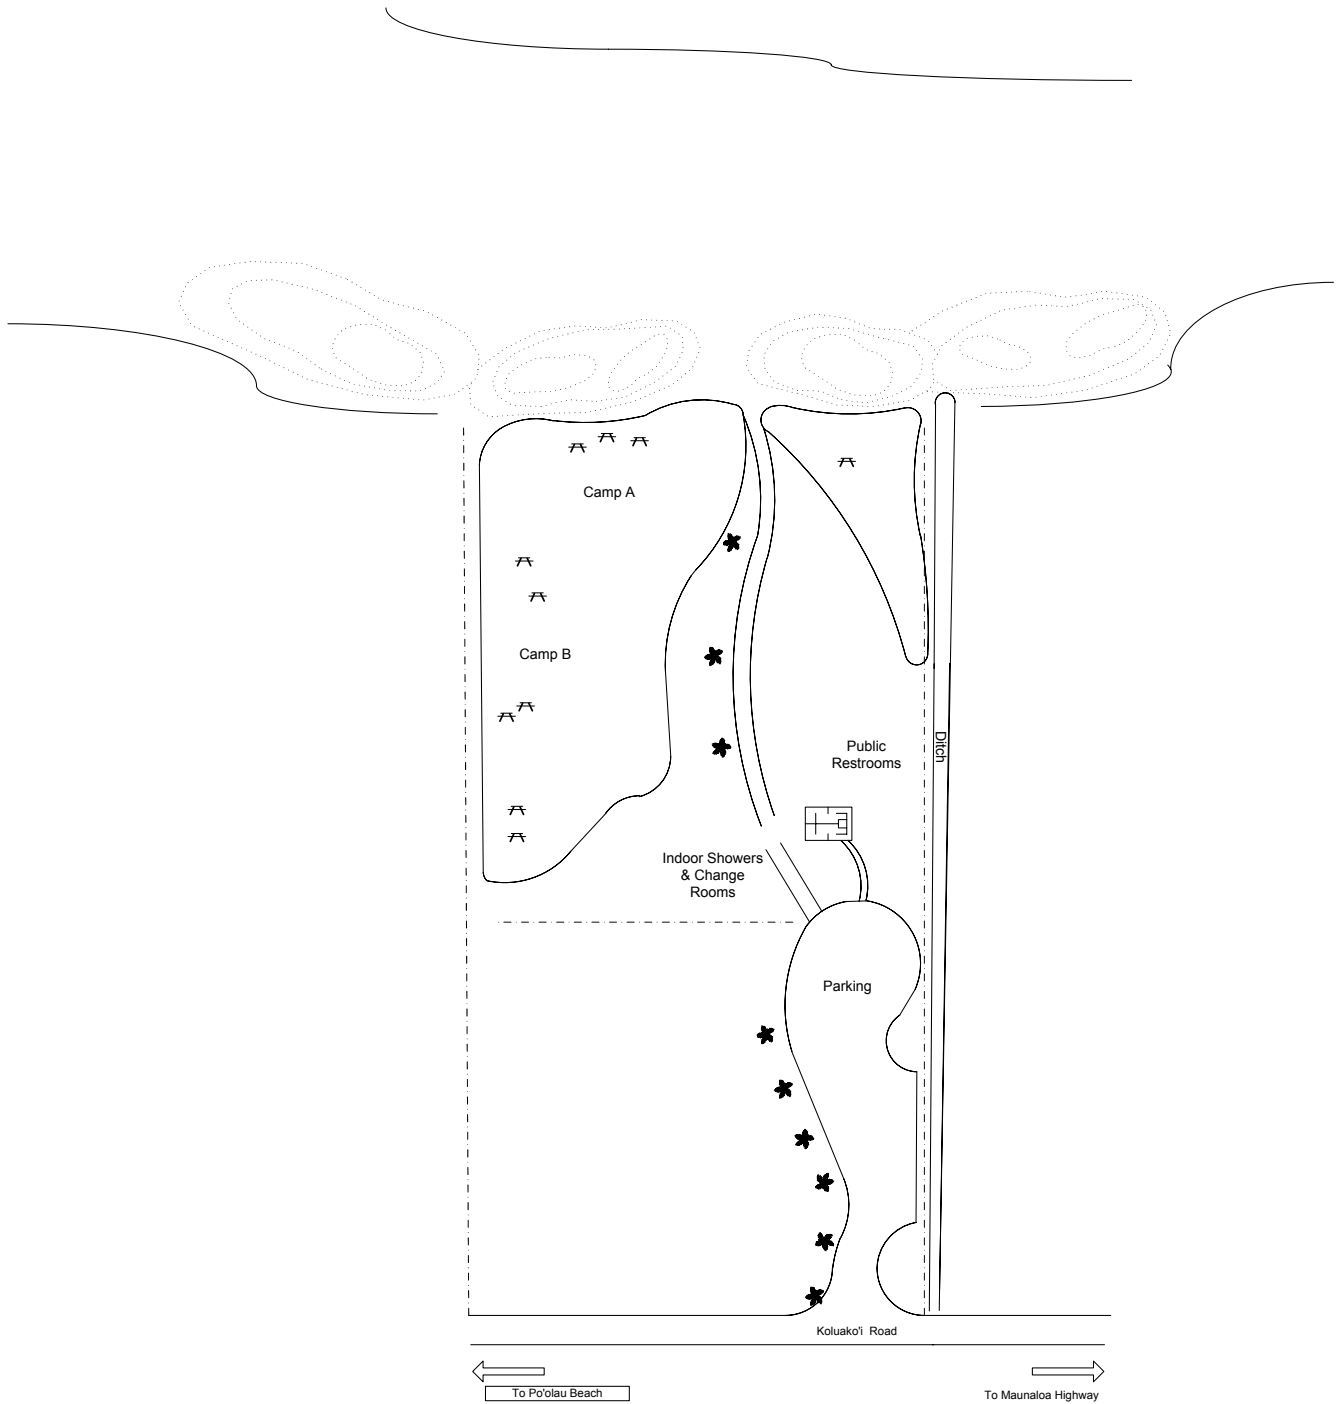 Camp A
Camp B
Public
Restrooms
Ditch
Indoor Showers
& Change
Rooms
Parking
Koluako'i Road
To Po'olau Beach
To Maunaloa Highway